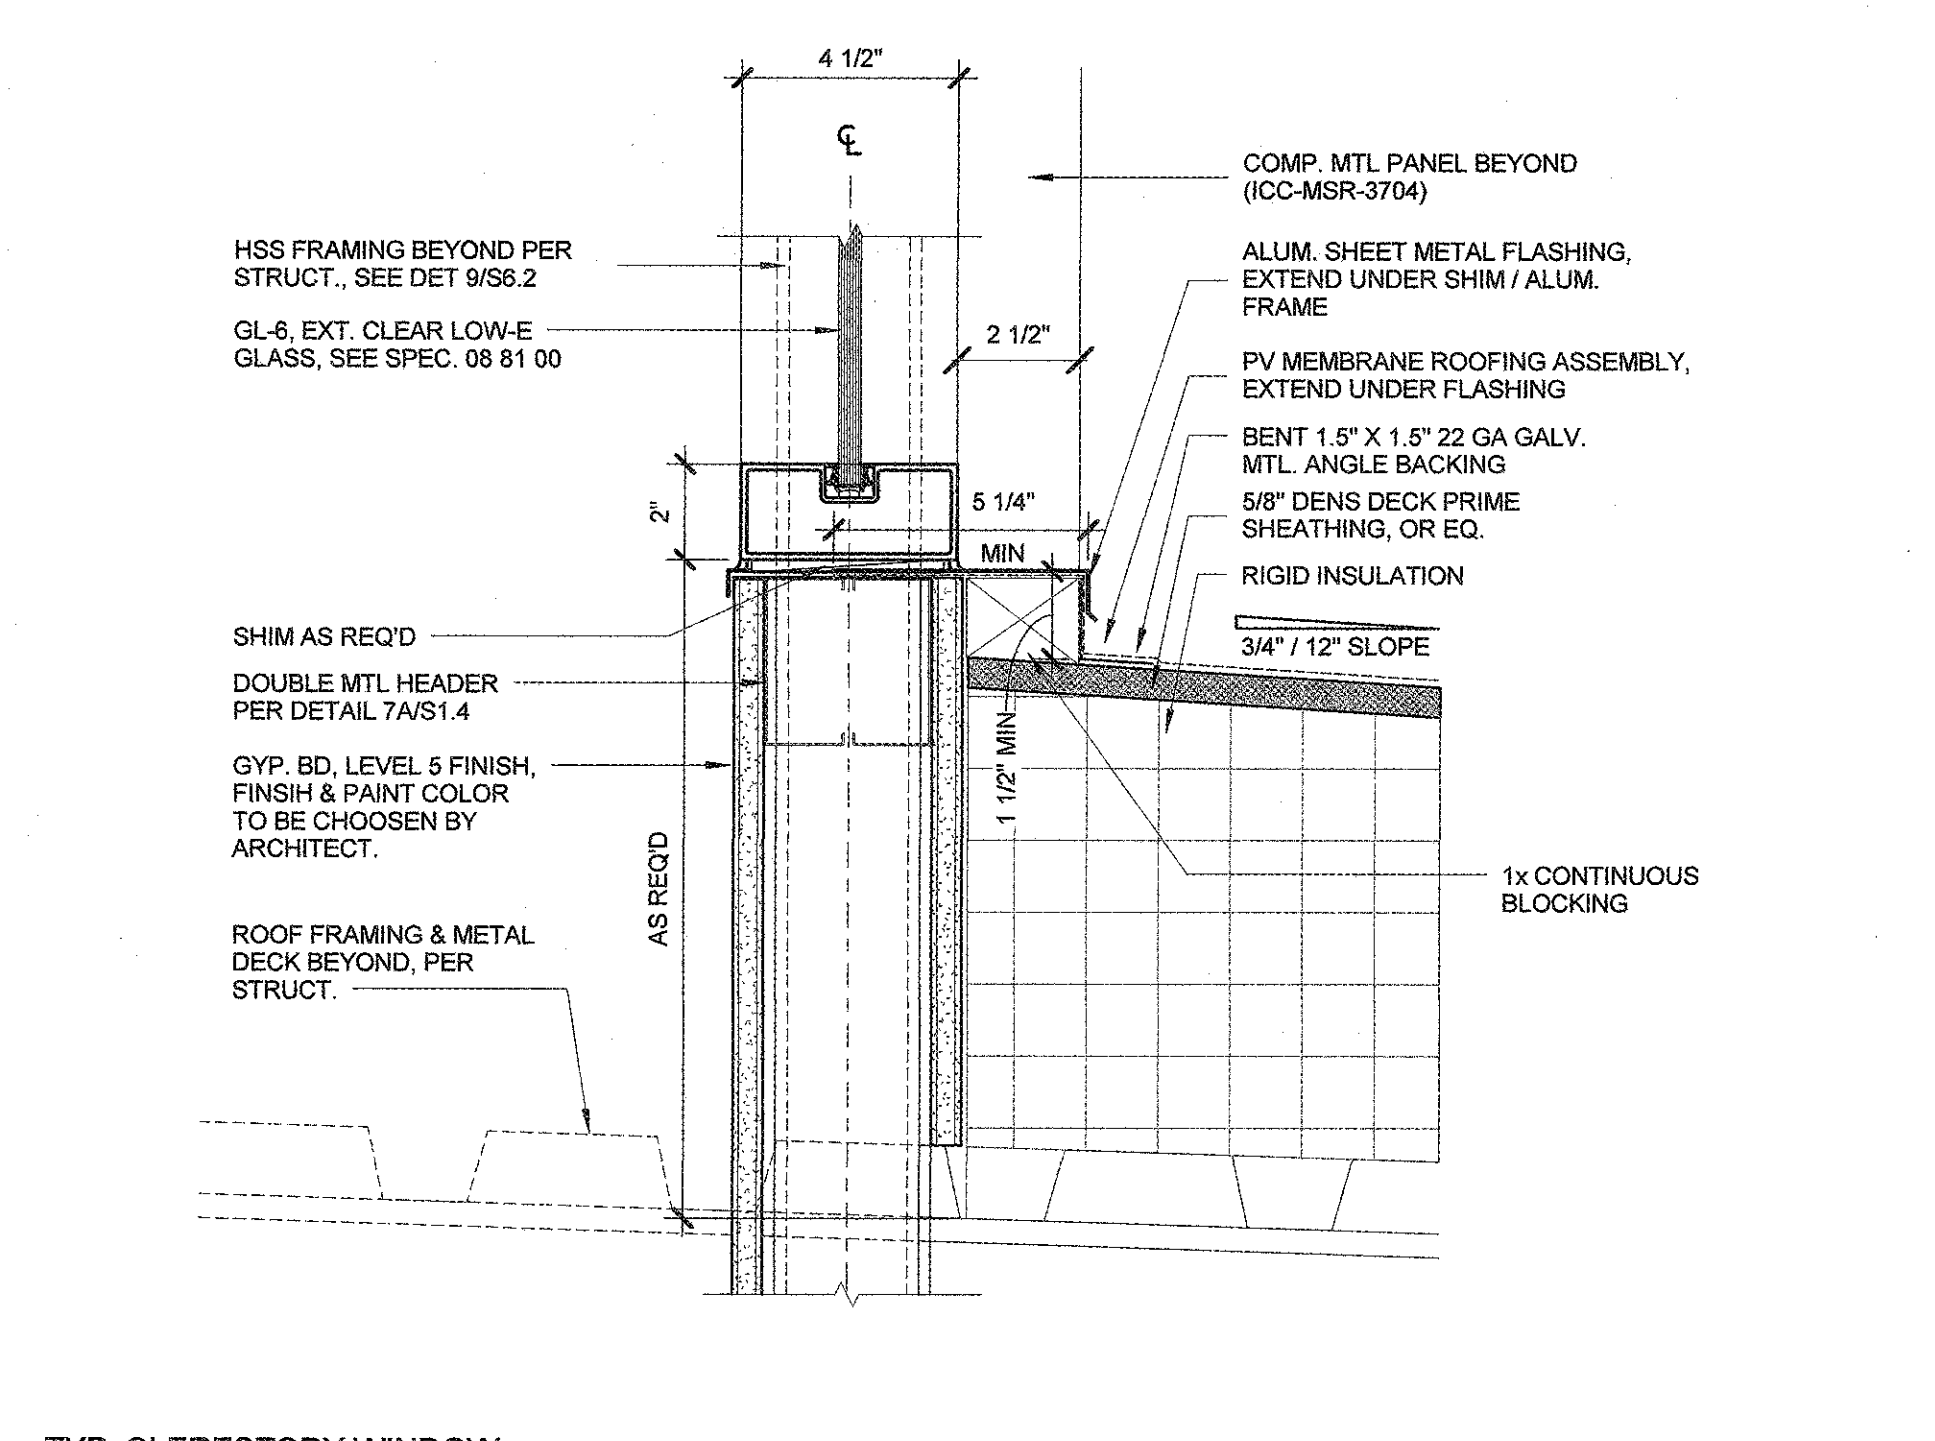 4 1/2"
CL
COMP. MTL PANEL BEYOND
(ICC-MSR-3704)
HSS FRAMING BEYOND PER
STRUCT., SEE DET 9/S6.2
ALUM. SHEET METAL FLASHING,
EXTEND UNDER SHIM / ALUM.
FRAME
GL-6, EXT. CLEAR LOW-E
GLASS, SEE SPEC. 08 81 00
2 1/2"
PV MEMBRANE ROOFING ASSEMBLY,
EXTEND UNDER FLASHING
BENT 1.5" X 1.5" 22 GA GALV.
MTL. ANGLE BACKING
2"
5 1/4"
MIN
5/8" DENS DECK PRIME
SHEATHING, OR EQ.
RIGID INSULATION
SHIM AS REQ'D
3/4" / 12" SLOPE
DOUBLE MTL HEADER
PER DETAIL 7A/S1.4
1 1/2" MIN
GYP. BD, LEVEL 5 FINISH,
FINSIH & PAINT COLOR
TO BE CHOOSEN BY
ARCHITECT.
AS REQ'D
1x CONTINUOUS
BLOCKING
ROOF FRAMING & METAL
DECK BEYOND, PER
STRUCT.
TYP. CLERESTORY WINDOW